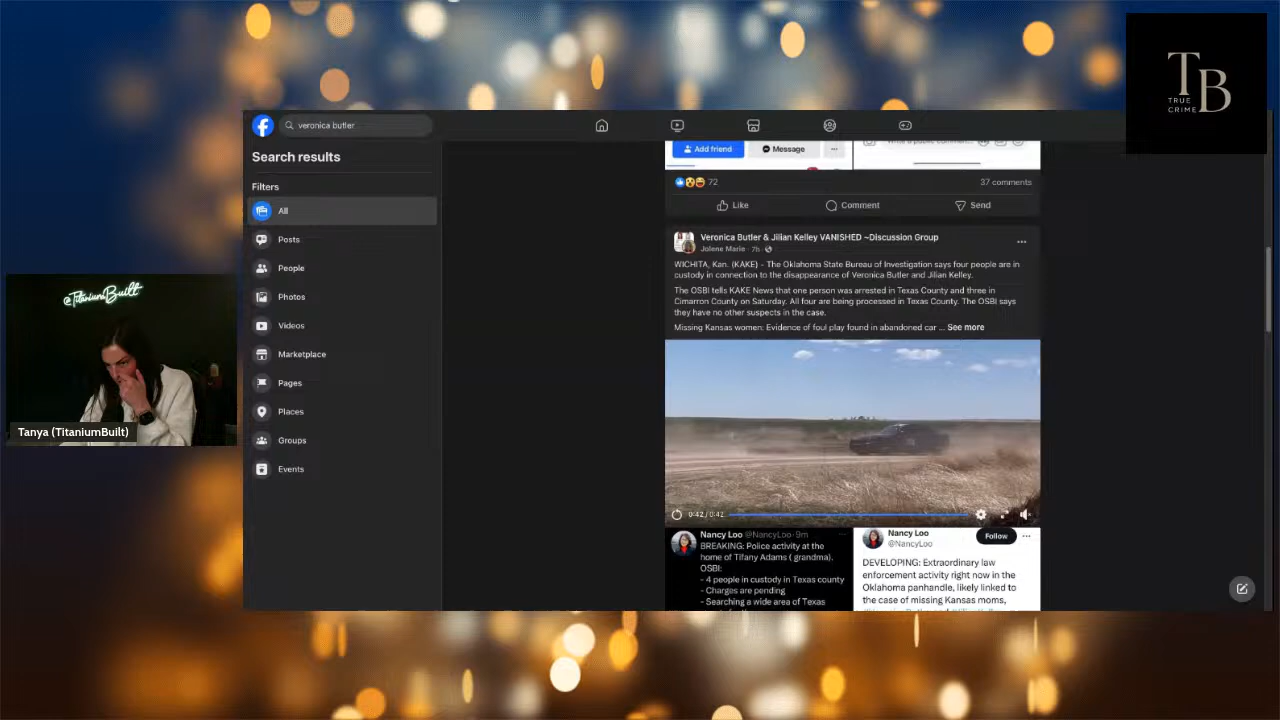 TB
TRUE
CRIME
veronica butler
Search results
Filters
All
Posts
People
Photos
Videos
Marketplace
Pages
Places
Groups
Events
Add friend
Message
72
37 comments
Like
Comment
Send
Veronica Butler & Jilian Kelley VANISHED ~Discussion Group
Jolene Marie · 7h
WICHITA, Kan. (KAKE) - The Oklahoma State Bureau of Investigation says four people are in
custody in connection to the disappearance of Veronica Butler and Jilian Kelley.
The OSBI tells KAKE News that one person was arrested in Texas County and three in
Cimarron County on Saturday. All four are being processed in Texas County. The OSBI says
they have no other suspects in the case.
Missing Kansas women: Evidence of foul play found in abandoned car ... See more
0:42 / 0:42
Nancy Loo @NancyLoo · 9m
BREAKING: Police activity at the
home of Tifany Adams ( grandma).
OSBI:
- 4 people in custody in Texas county
- Charges are pending
- Searching a wide area of Texas
Nancy Loo
@NancyLoo
Follow
DEVELOPING: Extraordinary law
enforcement activity right now in the
Oklahoma panhandle, likely linked to
the case of missing Kansas moms,
@TitaniumBuilt
Tanya (TitaniumBuilt)